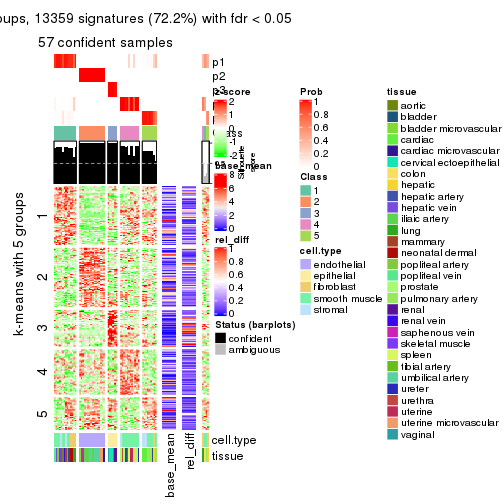 oups, 13359 signatures (72.2%) with fdr < 0.05
57 confident samples
p1
p2
p3
z-score
2
1
0
-1
-2
base_mean
8
6
4
2
0
rel_diff
1
0.8
0.6
0.4
0.2
0
Status (barplots)
confident
ambiguous
Silhouette
score
k-means with 5 groups
1
2
3
4
5
cell.type
tissue
base_mean
rel_diff
Prob
1
0.8
0.6
0.4
0.2
0
Class
1
2
3
4
5
cell.type
endothelial
epithelial
fibroblast
smooth muscle
stromal
tissue
aortic
bladder
bladder microvascular
cardiac
cardiac microvascular
cervical ectoepithelial
colon
hepatic
hepatic artery
hepatic vein
iliac artery
lung
mammary
neonatal dermal
popliteal artery
popliteal vein
prostate
pulmonary artery
renal
renal vein
saphenous vein
skeletal muscle
spleen
tibial artery
umbilical artery
ureter
urethra
uterine
uterine microvascular
vaginal